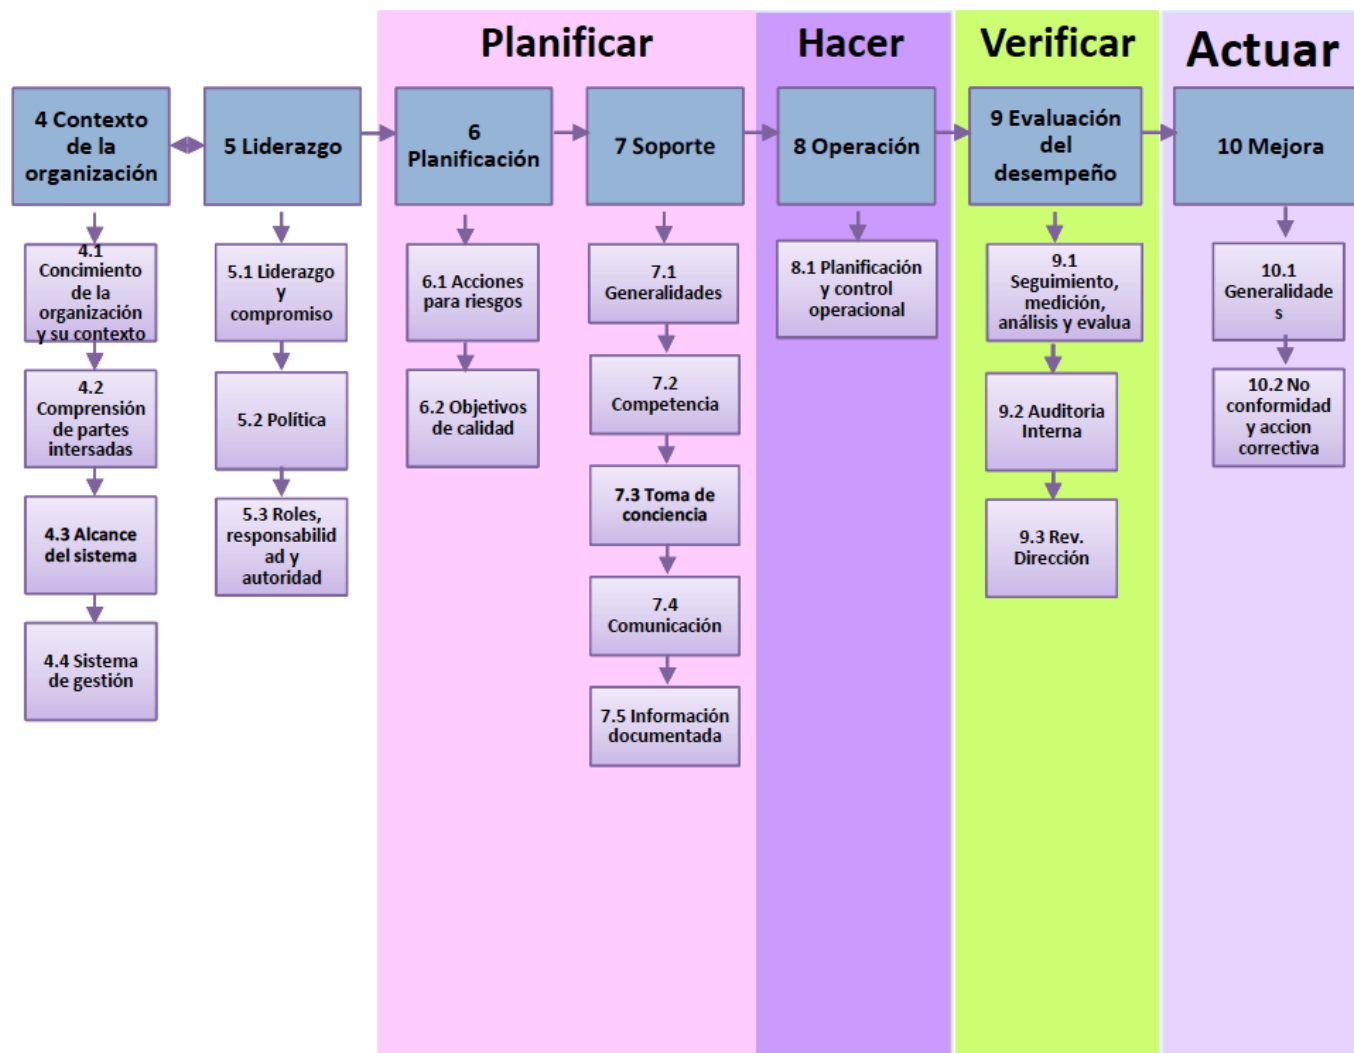 Planificar
Hacer
Verificar
Actuar
4 Contexto
de la
organización
5 Liderazgo
6
Planificación
7 Soporte
8 Operación
9 Evaluación
del
desempeño
10 Mejora
4.1
Concimiento
de la
organización
y su contexto
4.2
Comprensión
de partes
intersadas
4.3 Alcance
del sistema
4.4 Sistema
de gestión
5.1 Liderazgo
y
compromiso
5.2 Política
5.3 Roles,
responsabilid
ad y
autoridad
6.1 Acciones
para riesgos
6.2 Objetivos
de calidad
7.1
Generalidades
7.2
Competencia
7.3 Toma de
conciencia
7.4
Comunicación
7.5 Información
documentada
8.1 Planificación
y control
operacional
9.1
Seguimiento,
medición,
análisis y evalua
9.2 Auditoria
Interna
9.3 Rev.
Dirección
10.1
Generalidade
s
10.2 No
conformidad
y accion
correctiva